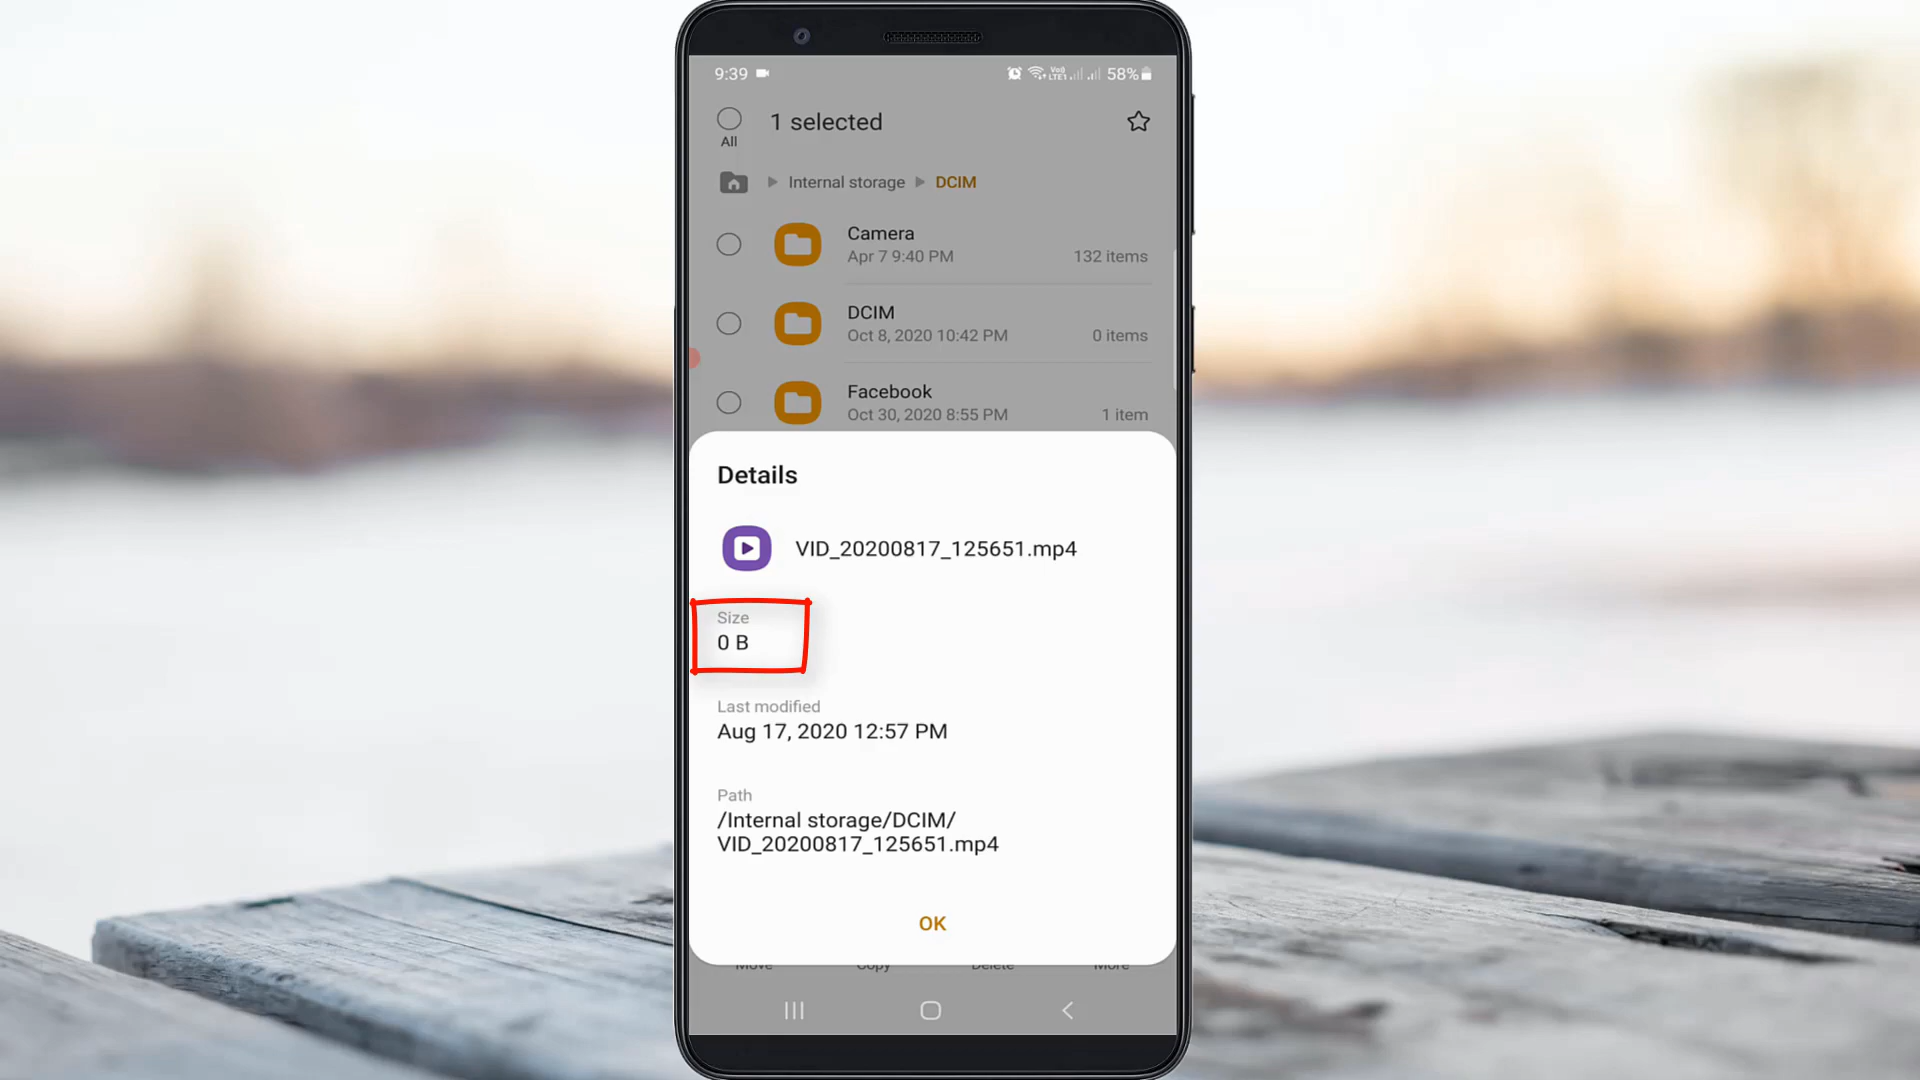 9:39
Vo)) LTE1 58%
All
1 selected
Internal storage DCIM
Camera
Apr 7 9:40 PM 132 items
DCIM
Oct 8, 2020 10:42 PM 0 items
Facebook
Oct 30, 2020 8:55 PM 1 item
Details
VID_20200817_125651.mp4
Size
0 B
Last modified
Aug 17, 2020 12:57 PM
Path
/Internal storage/DCIM/
VID_20200817_125651.mp4
OK
Move Copy Delete More